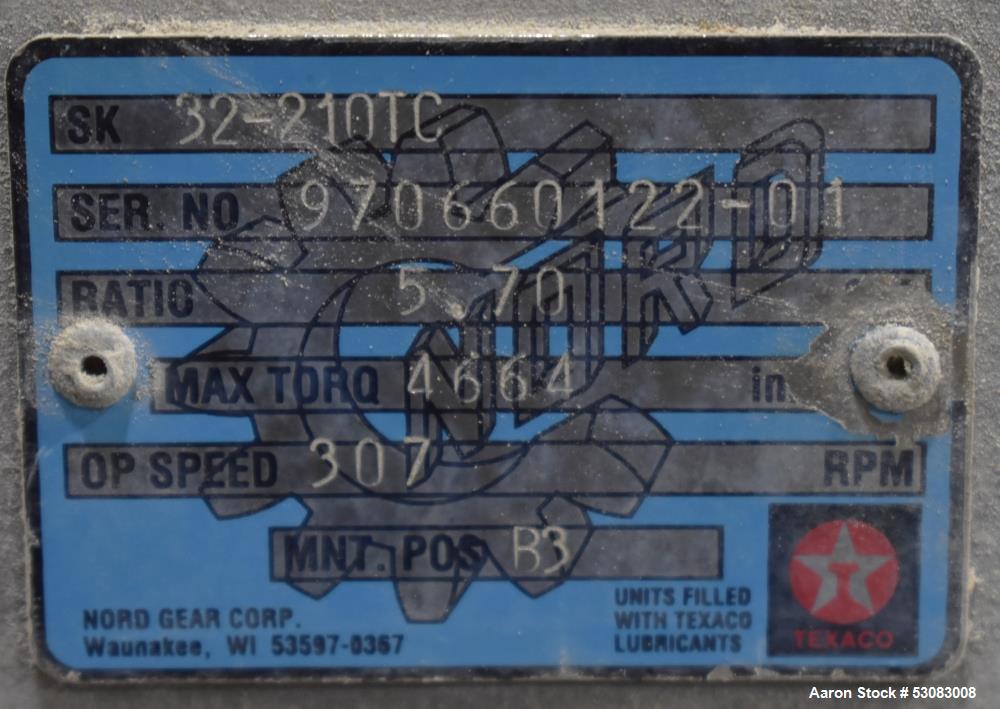 SK 32-210TC
SER. NO 970660122-01
RATIO 5.70
MAX TORQ 4664
OP SPEED 307 RPM
MNT. POS B3
NORD
NORD GEAR CORP.
Waunakee, WI 53597-0367
UNITS FILLED
WITH TEXACO
LUBRICANTS
T
TEXACO
Aaron Stock # 53083008